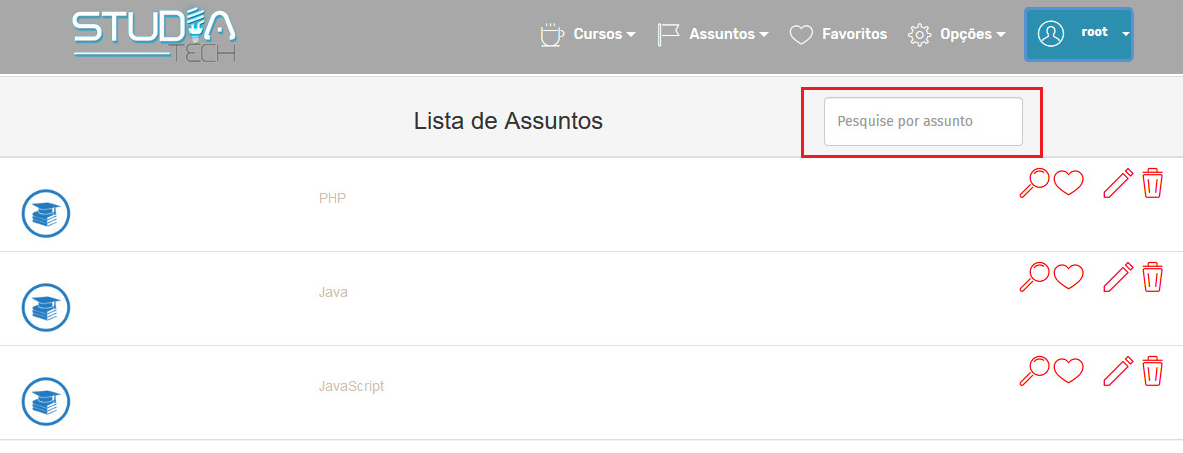 STUDIA
TECH
Cursos
Assuntos
Favoritos
Opções
root
Lista de Assuntos
Pesquise por assunto
PHP
Java
JavaScript